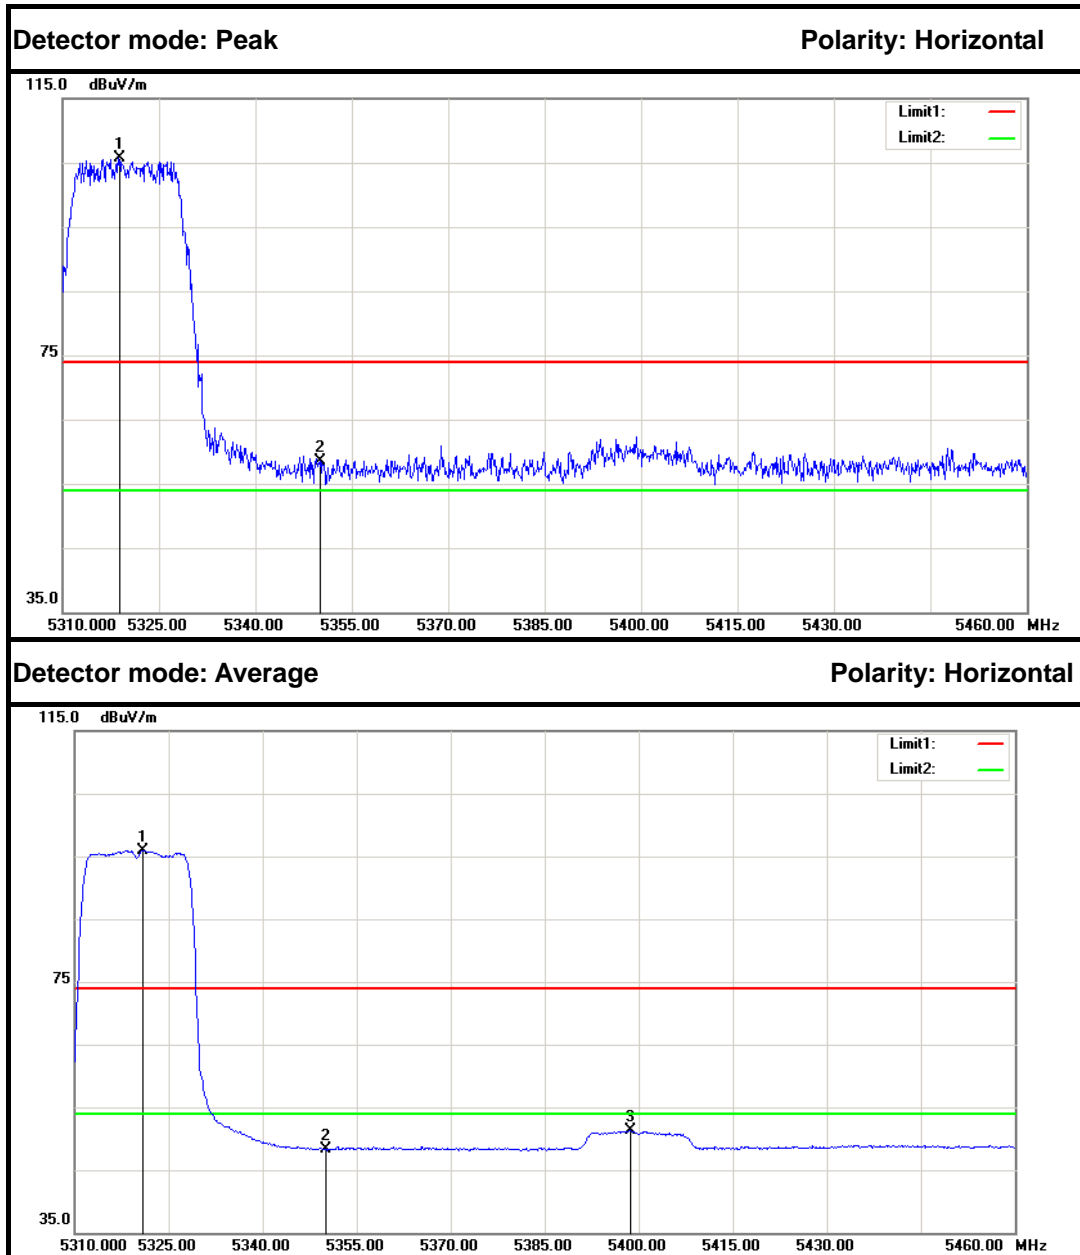 Detector mode: Peak Polarity: Horizontal
115.0 dBuV/m
Limit1:
Limit2:
1
75
2
35.0
5310.000 5325.00 5340.00 5355.00 5370.00 5385.00 5400.00 5415.00 5430.00 5460.00 MHz
Detector mode: Average Polarity: Horizontal
115.0 dBuV/m
Limit1:
Limit2:
1
75
3
2
35.0
5310.000 5325.00 5340.00 5355.00 5370.00 5385.00 5400.00 5415.00 5430.00 5460.00 MHz